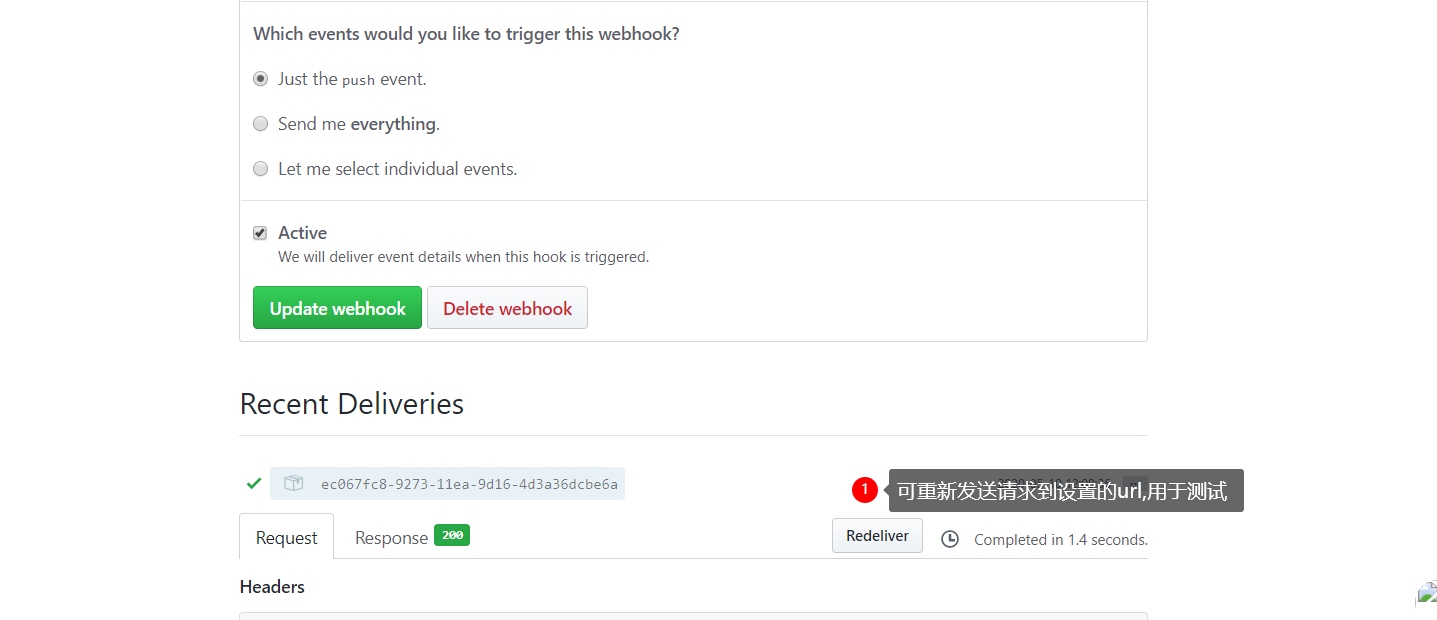 Which events would you like to trigger this webhook?
Just the push event.
Send me everything.
Let me select individual events.
Active
We will deliver event details when this hook is triggered.
Update webhook Delete webhook
Recent Deliveries
ec067fc8-9273-11ea-9d16-4d3a36dcbe6a 1 可重新发送请求到设置的url,用于测试
Request Response 200 Redeliver Completed in 1.4 seconds.
Headers